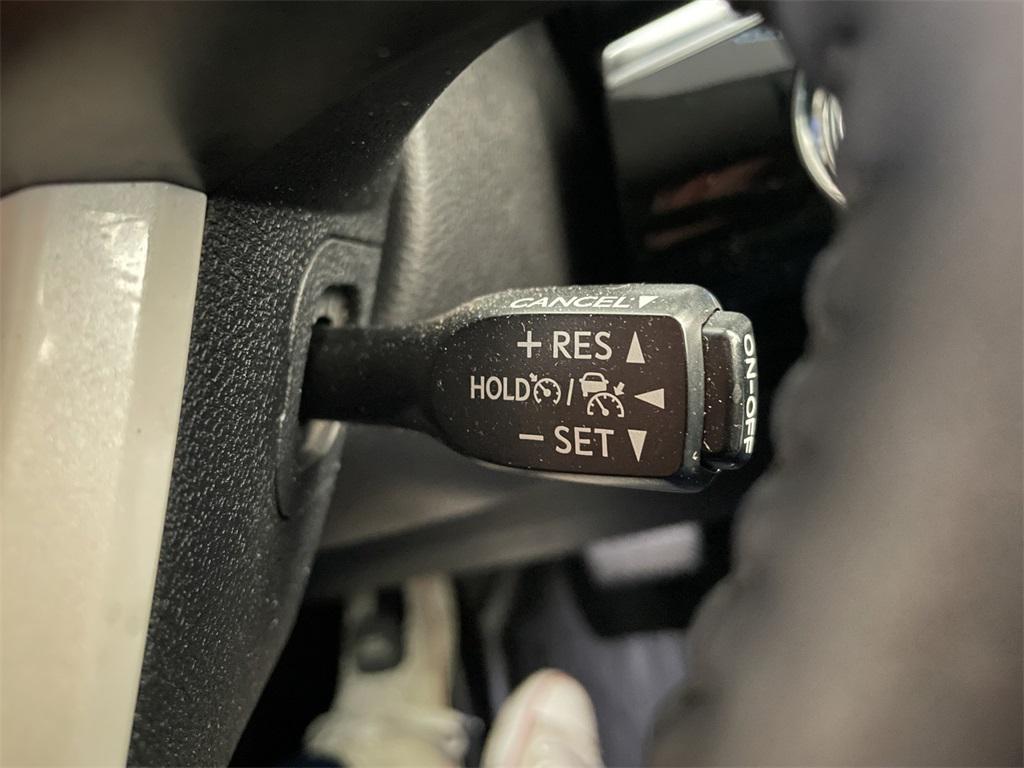 CANCEL▼
+ RES ▲
HOLD / ◀
− SET ▼
ON-OFF